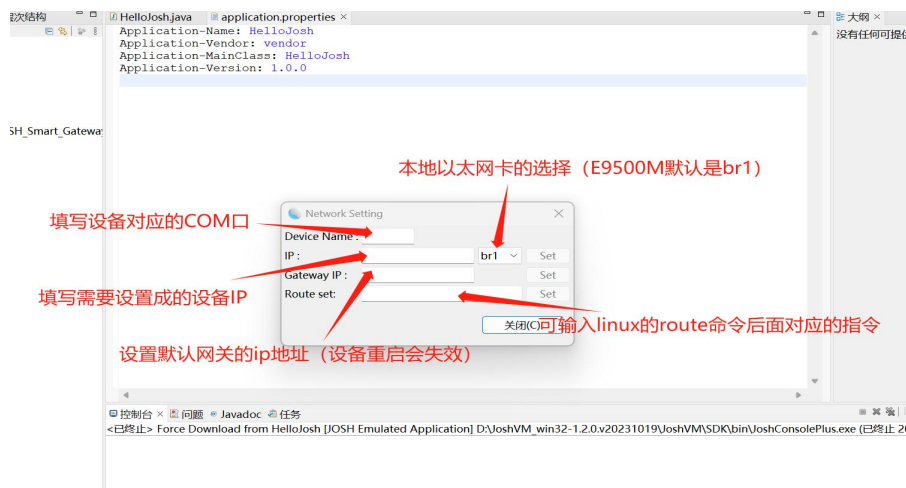 层次结构
HelloJosh.java
application.properties
大纲
Application-Name: HelloJosh
没有任何可提供
Application-Vendor: vendor
Application-MainClass: HelloJosh
Application-Version: 1.0.0
SH_Smart_Gateway
本地以太网卡的选择（E9500M默认是br1）
填写设备对应的COM口
Network Setting
Device Name :
IP :
br1
Set
Gateway IP :
Set
填写需要设置成的设备IP
Route set:
Set
关闭(C)
可输入linux的route命令后面对应的指令
设置默认网关的ip地址（设备重启会失效）
控制台
问题
Javadoc
任务
<已终止> Force Download from HelloJosh [JOSH Emulated Application] D:\JoshVM_win32-1.2.0.v20231019\JoshVM\SDK\bin\JoshConsolePlus.exe (已终止 20